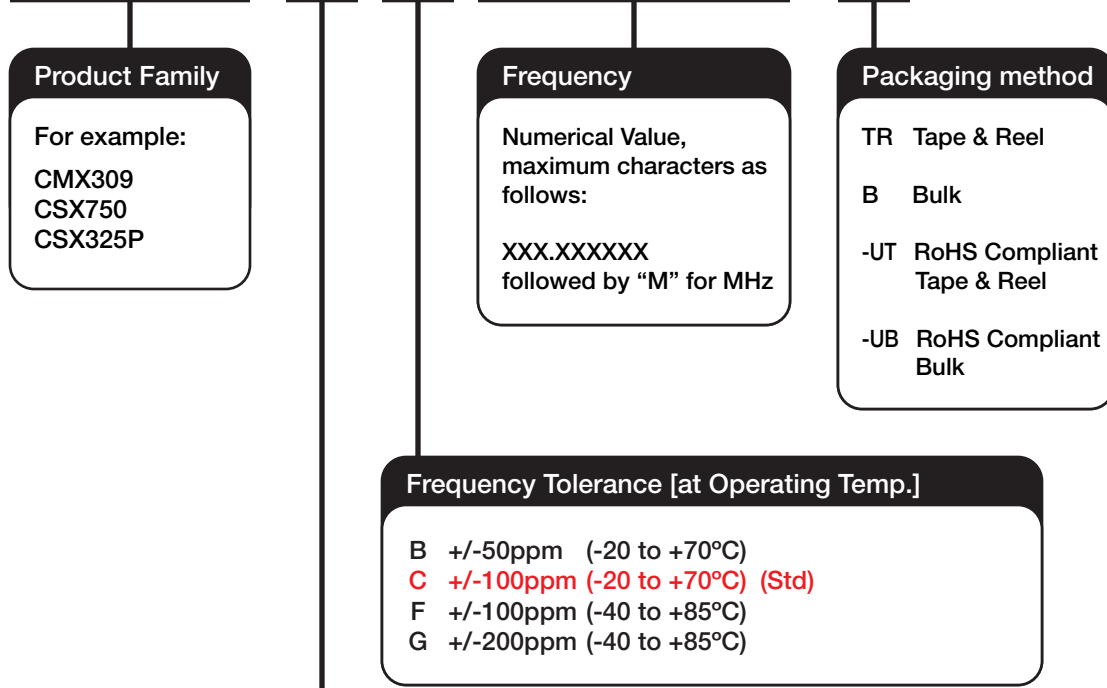 Product Family
For example:
CMX309
CSX750
CSX325P
Frequency
Numerical Value,
maximum characters as
follows:
XXX.XXXXXX
followed by “M” for MHz
Packaging method
TR Tape & Reel
B Bulk
-UT RoHS Compliant
Tape & Reel
-UB RoHS Compliant
Bulk
Frequency Tolerance [at Operating Temp.]
B +/-50ppm (-20 to +70ºC)
C +/-100ppm (-20 to +70ºC) (Std)
F +/-100ppm (-40 to +85ºC)
G +/-200ppm (-40 to +85ºC)